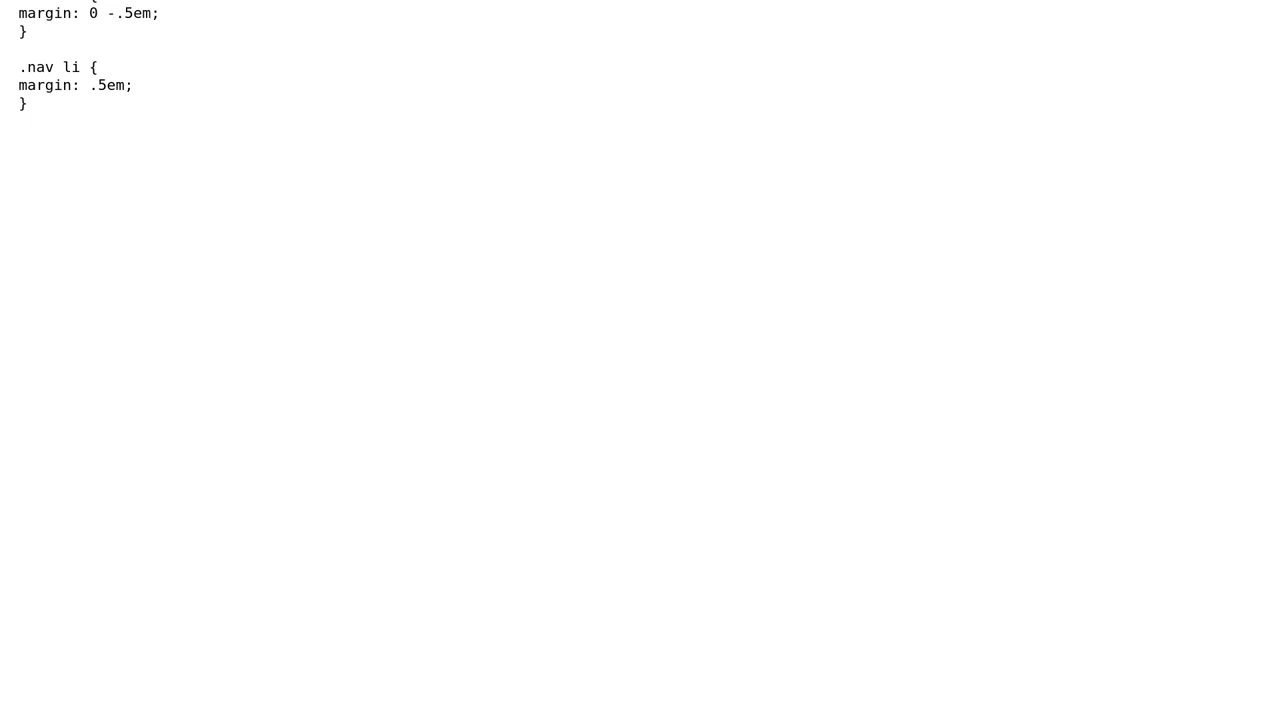 margin: 0 -.5em;
}

.nav li {
margin: .5em;
}